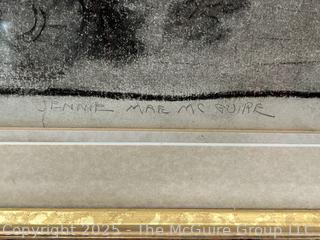 JENNIE MAE MC GUIRE
Copyright 2025 - The McGuire Group LLC